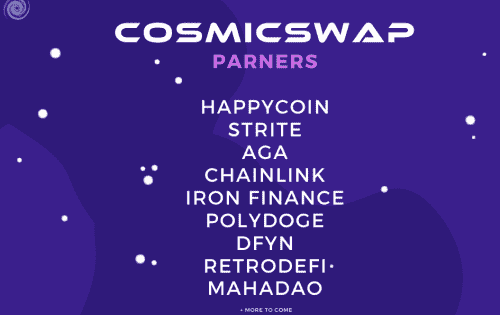 COSMICSWAP
PARNERS
HAPPYCOIN
STRITE
AGA
CHAINLINK
IRON FINANCE
POLYDOGE
DFYN
RETRODEFI
MAHADAO
+ MORE TO COME